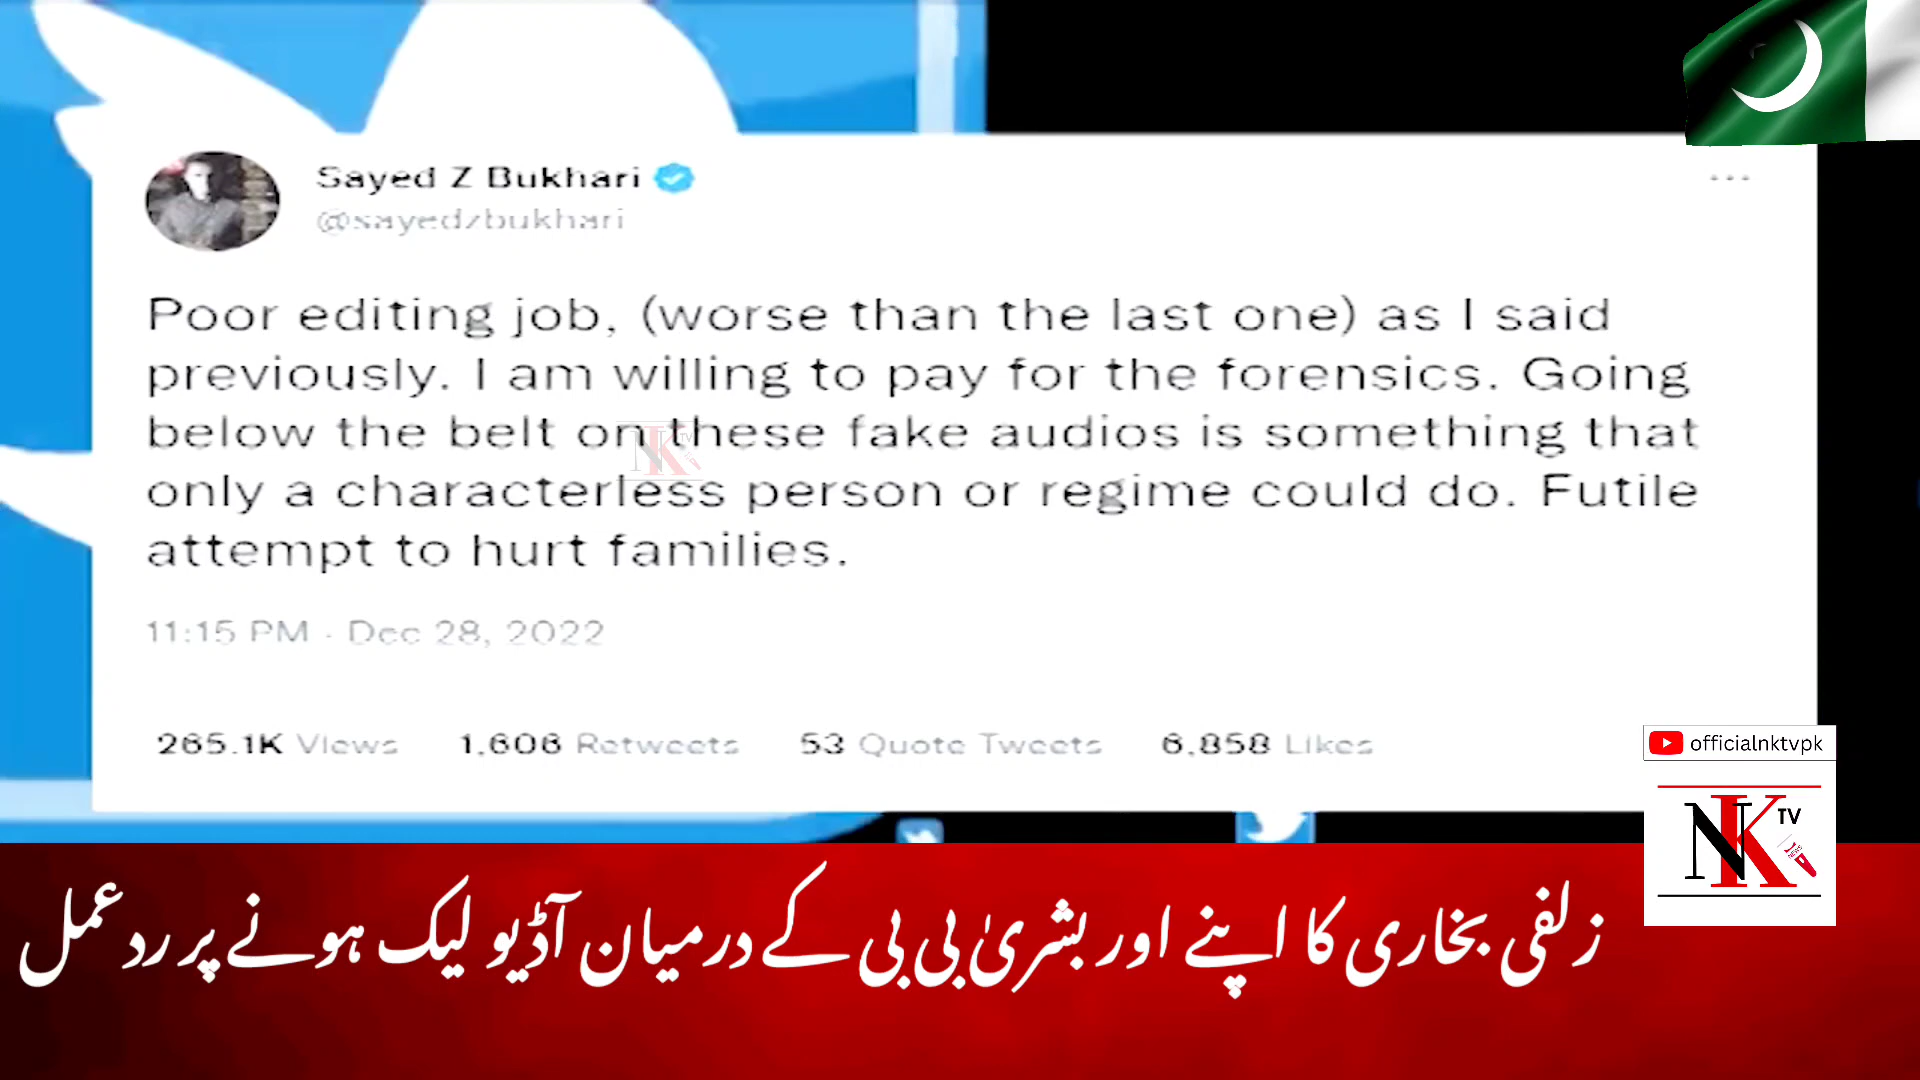 Sayed Z Bukhari
@sayedzbukhari
Poor editing job, (worse than the last one) as I said
previously. I am willing to pay for the forensics. Going
below the belt on these fake audios is something that
only a characterless person or regime could do. Futile
attempt to hurt families.
11:15 PM · Dec 28, 2022
265.1K Views 1,606 Retweets 53 Quote Tweets 6,858 Likes
officialnktvpk
NK TV
زلفی بخاری کا اپنے اور بشریٰ بی بی کے درمیان آڈیو لیک ہونے پر ردعمل